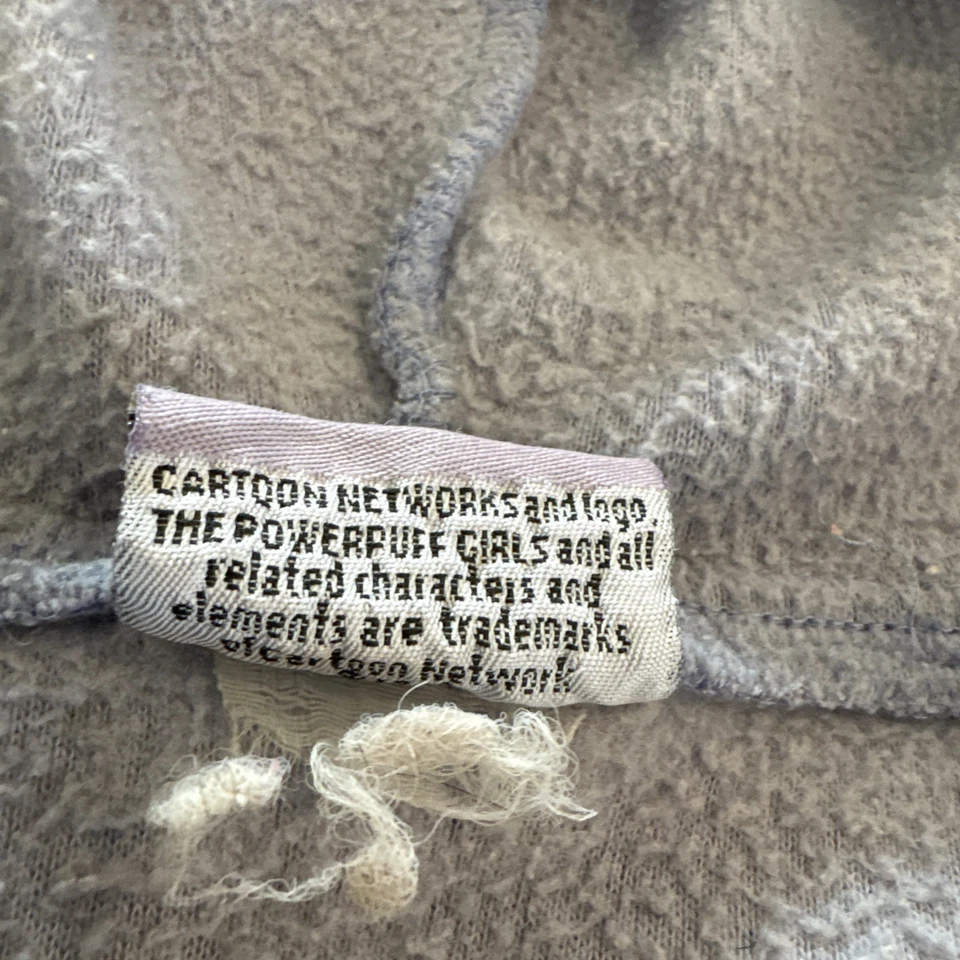 CARTOON NETWORKS and logo,
THE POWERPUFF GIRLS and all
related characters and
elements are trademarks
of Cartoon Network